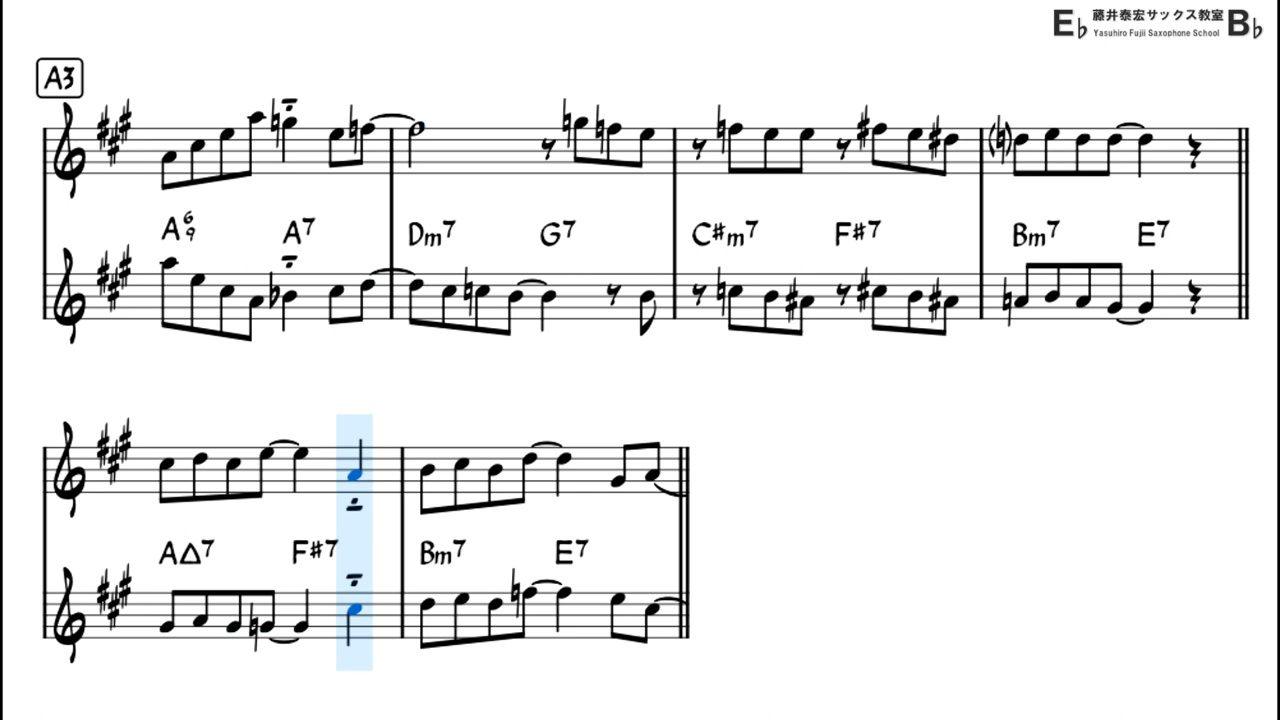 E♭ 藤井泰宏サックス教室 B♭
Yasuhiro Fujii Saxophone School
A3
A6 9 A7 Dm7 G7 C#m7 F#7 Bm7 E7
A△7 F#7 Bm7 E7